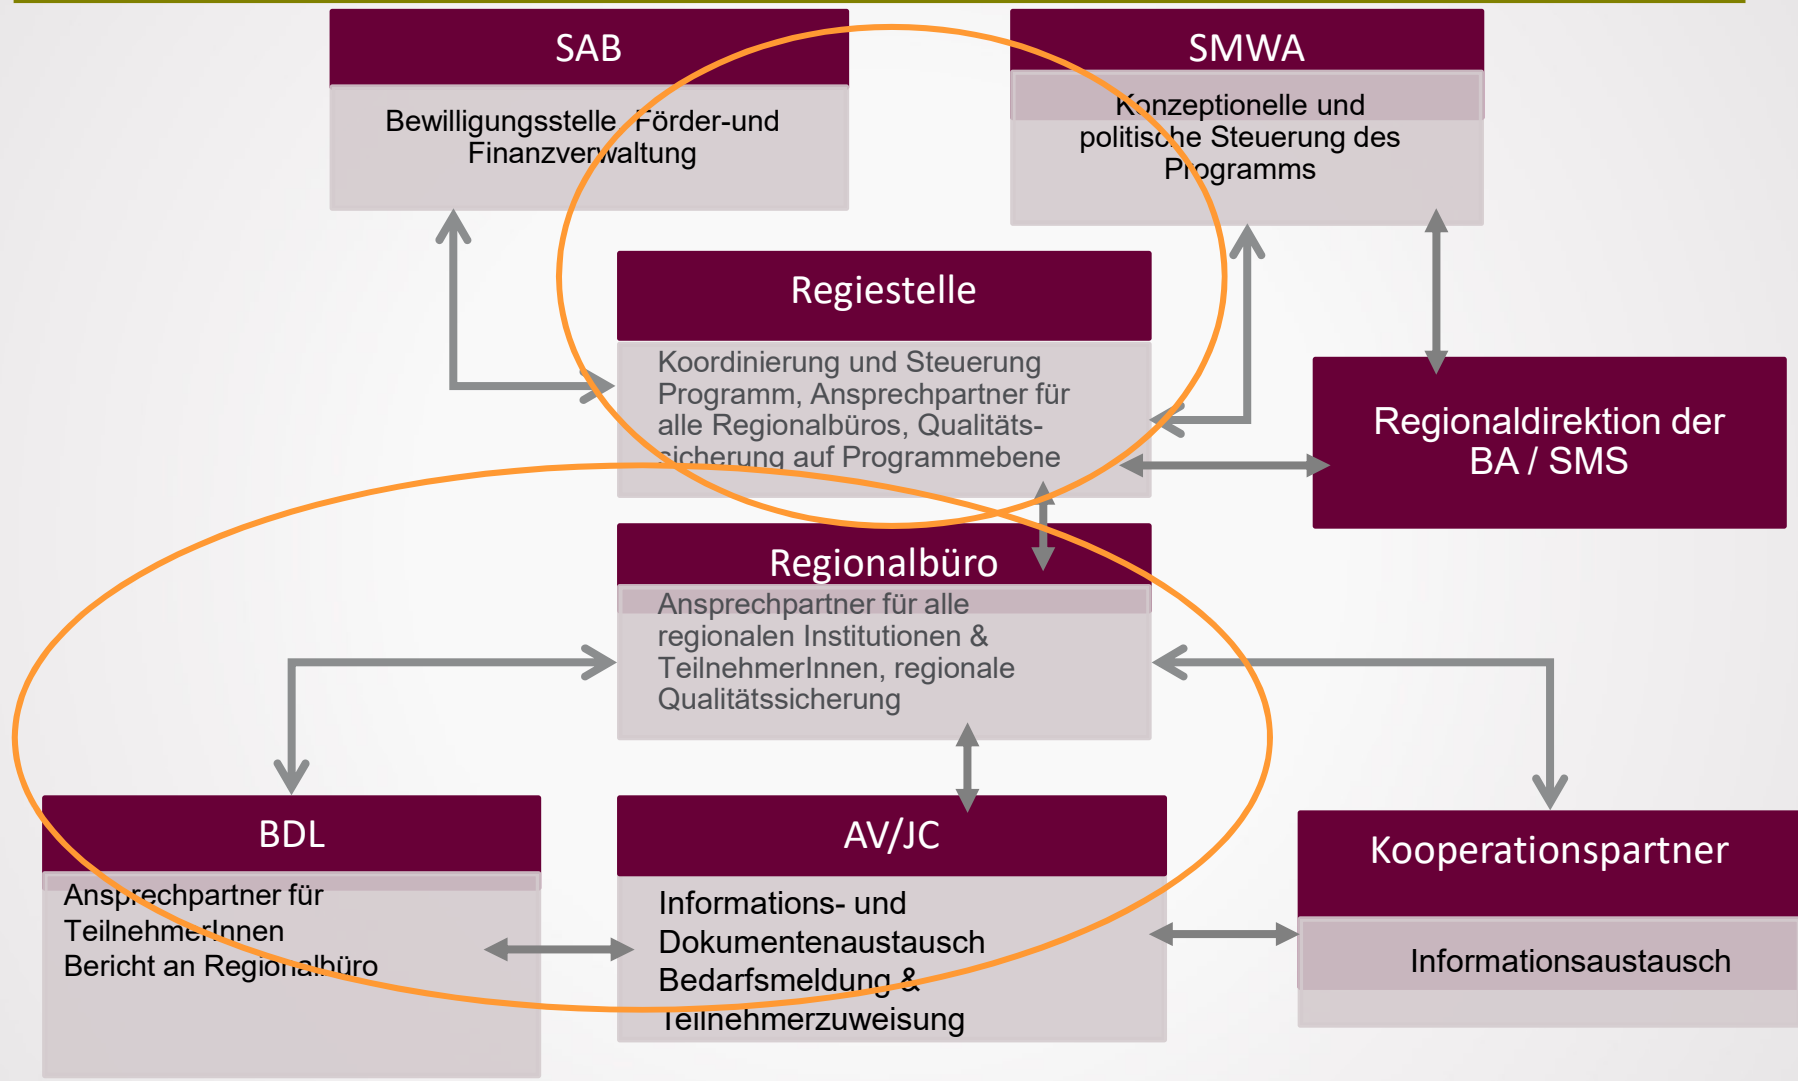 SAB
Bewilligungsstelle, Förder-und
Finanzverwaltung
SMWA
Konzeptionelle und
politische Steuerung des
Programms
Regiestelle
Koordinierung und Steuerung
Programm, Ansprechpartner für
alle Regionalbüros, Qualitäts-
sicherung auf Programmebene
Regionaldirektion der
BA / SMS
Regionalbüro
Ansprechpartner für alle
regionalen Institutionen &
TeilnehmerInnen, regionale
Qualitätssicherung
BDL
Ansprechpartner für
TeilnehmerInnen
Bericht an Regionalbüro
AV/JC
Informations- und
Dokumentenaustausch
Bedarfsmeldung &
Teilnehmerzuweisung
Kooperationspartner
Informationsaustausch